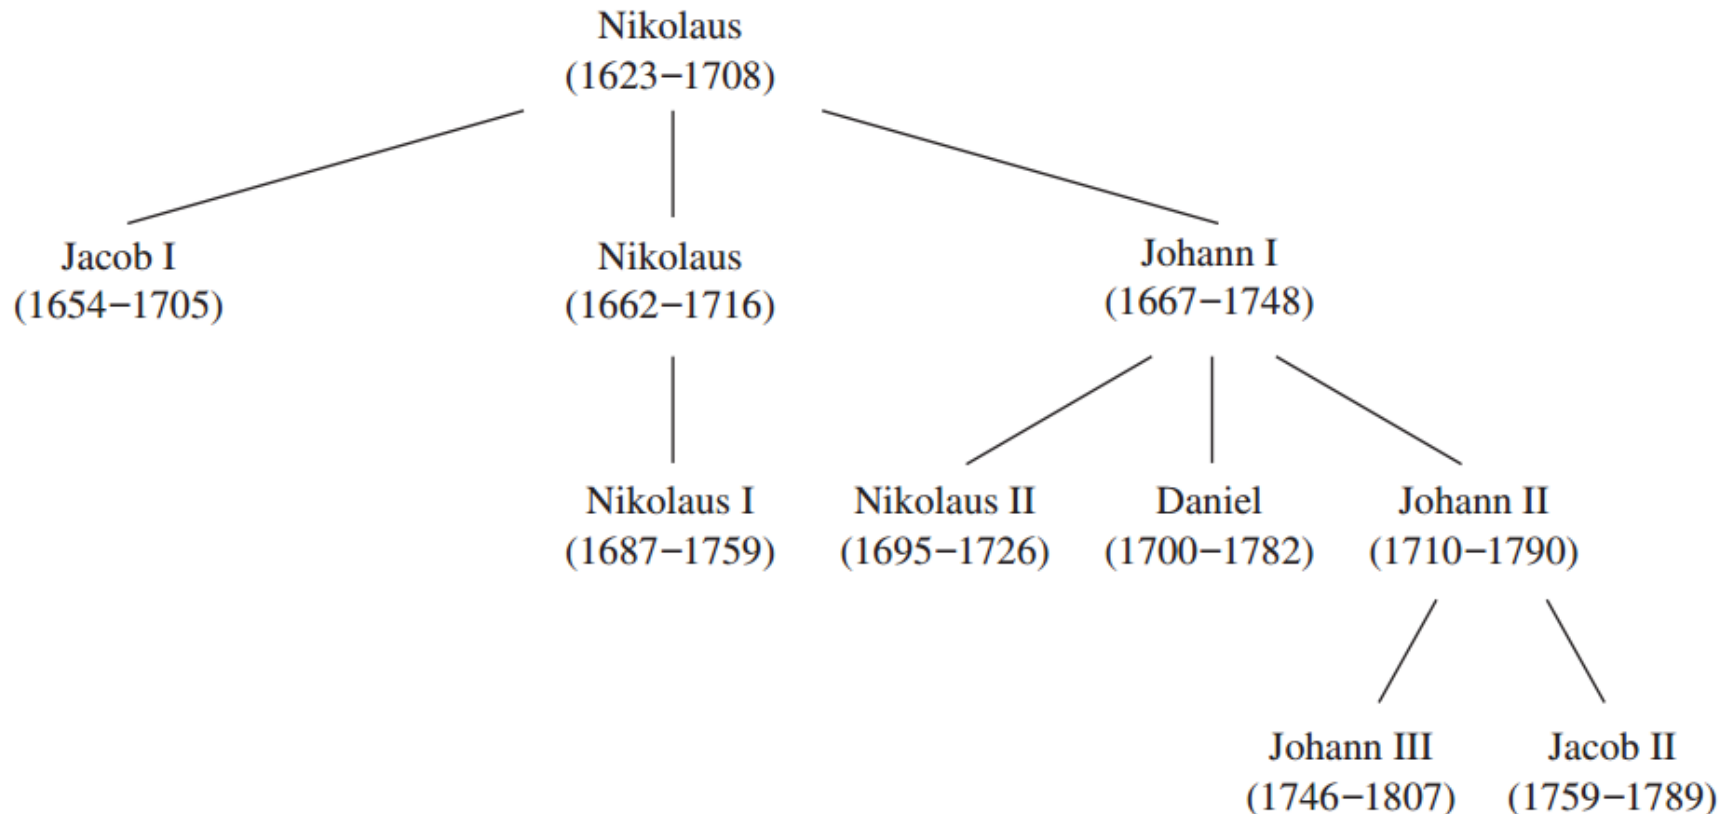 Nikolaus
(1623–1708)
Jacob I
(1654–1705)
Nikolaus
(1662–1716)
Johann I
(1667–1748)
Nikolaus I
(1687–1759)
Nikolaus II
(1695–1726)
Daniel
(1700–1782)
Johann II
(1710–1790)
Johann III
(1746–1807)
Jacob II
(1759–1789)